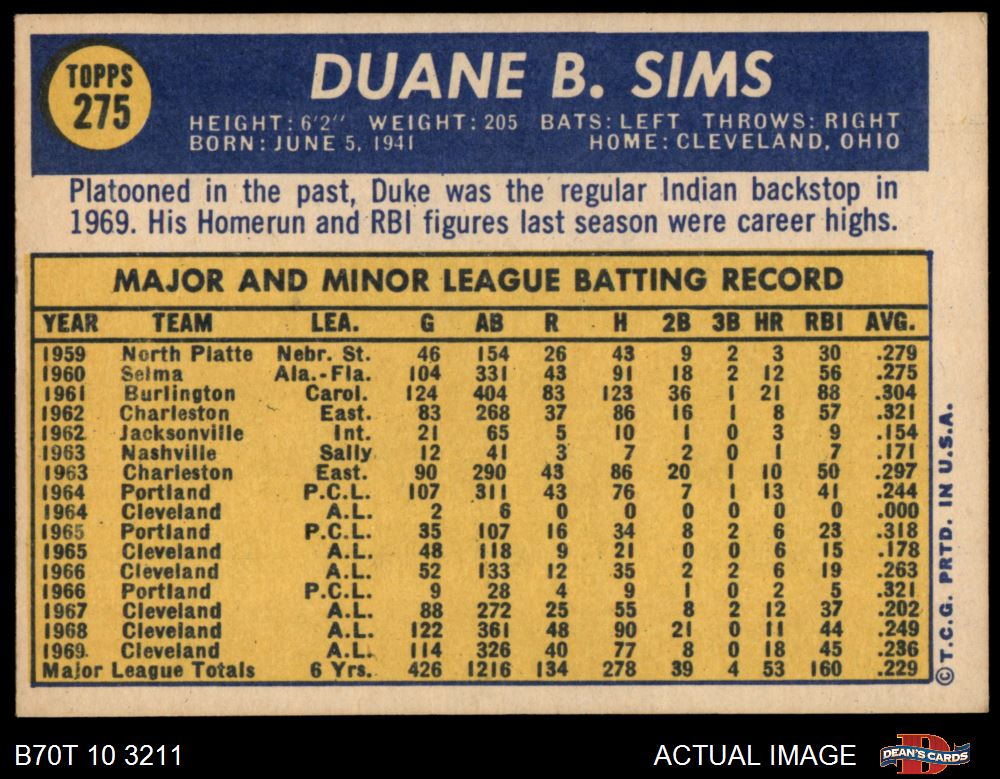 TOPPS
275
DUANE B. SIMS
HEIGHT: 6'2" WEIGHT: 205 BATS: LEFT THROWS: RIGHT
BORN: JUNE 5, 1941 HOME: CLEVELAND, OHIO
Platooned in the past, Duke was the regular Indian backstop in
1969. His Homerun and RBI figures last season were career highs.
MAJOR AND MINOR LEAGUE BATTING RECORD
YEAR TEAM LEA. G AB R H 2B 3B HR RBI AVG.
1959 North Platte Nebr. St. 46 154 26 43 9 2 3 30 .279
1960 Selma Ala.-Fla. 104 331 43 91 18 2 12 56 .275
1961 Burlington Carol. 124 404 83 123 36 1 21 88 .304
1962 Charleston East. 83 268 37 86 16 1 8 57 .321
1962 Jacksonville Int. 21 65 5 10 1 0 3 9 .154
1963 Nashville Sally 12 41 3 7 2 0 1 7 .171
1963 Charleston East. 90 290 43 86 20 1 10 50 .297
1964 Portland P.C.L. 107 311 43 76 7 1 13 41 .244
1964 Cleveland A.L. 2 6 0 0 0 0 0 0 .000
1965 Portland P.C.L. 35 107 16 34 8 2 6 23 .318
1965 Cleveland A.L. 48 118 9 21 0 0 6 15 .178
1966 Cleveland A.L. 52 133 12 35 2 2 6 19 .263
1966 Portland P.C.L. 9 28 4 9 1 0 2 5 .321
1967 Cleveland A.L. 88 272 25 55 8 2 12 37 .202
1968 Cleveland A.L. 122 361 48 90 21 0 11 44 .249
1969 Cleveland A.L. 114 326 40 77 8 0 18 45 .236
Major League Totals 6 Yrs. 426 1216 134 278 39 4 53 160 .229
© T.C.G. PRTD. IN U.S.A.
B70T 10 3211 ACTUAL IMAGE
DEAN'S CARDS